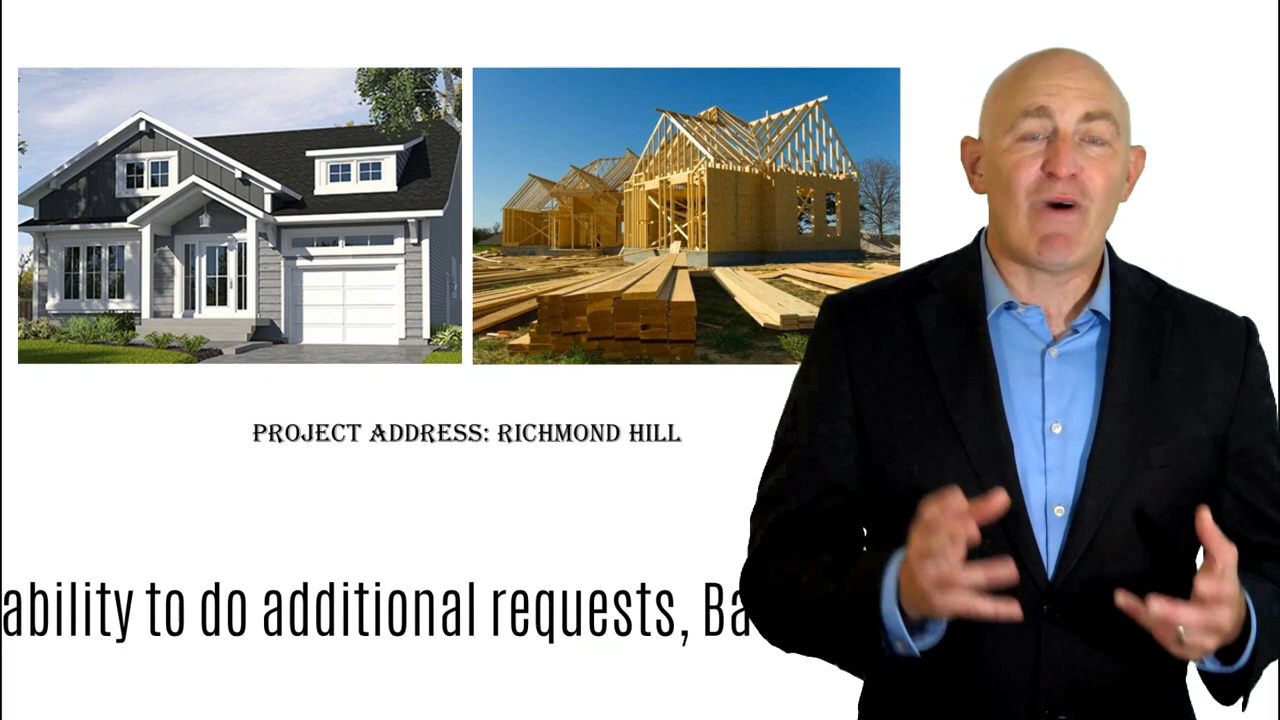 PROJECT ADDRESS: RICHMOND HILL
ability to do additional requests,